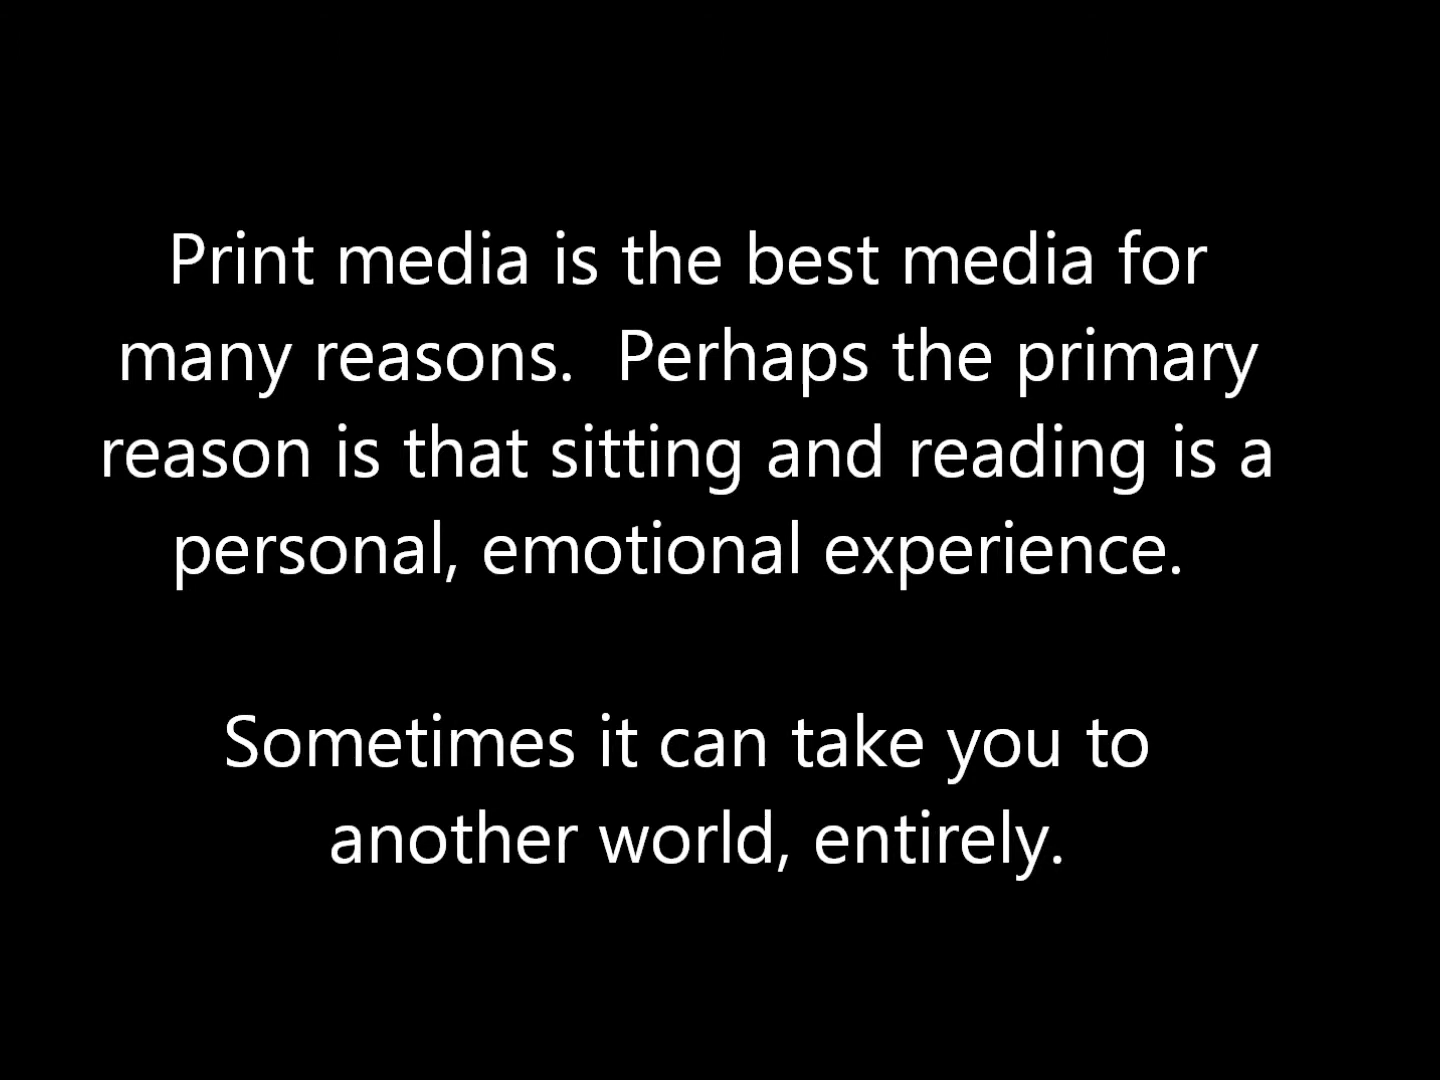 Print media is the best media for
many reasons.  Perhaps the primary
reason is that sitting and reading is a
personal, emotional experience.
Sometimes it can take you to
another world, entirely.